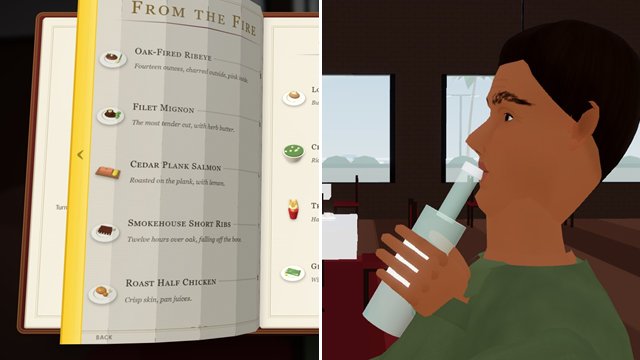 From the Fire
Oak-Fired Ribeye
Fourteen ounces, charred outside, pink inside.
Filet Mignon
The most tender cut, with herb butter.
Cedar Plank Salmon
Roasted on the plank, with lemon.
Smokehouse Short Ribs
Twelve hours over oak, falling off the bone.
Roast Half Chicken
Crisp skin, pan juices.
BACK